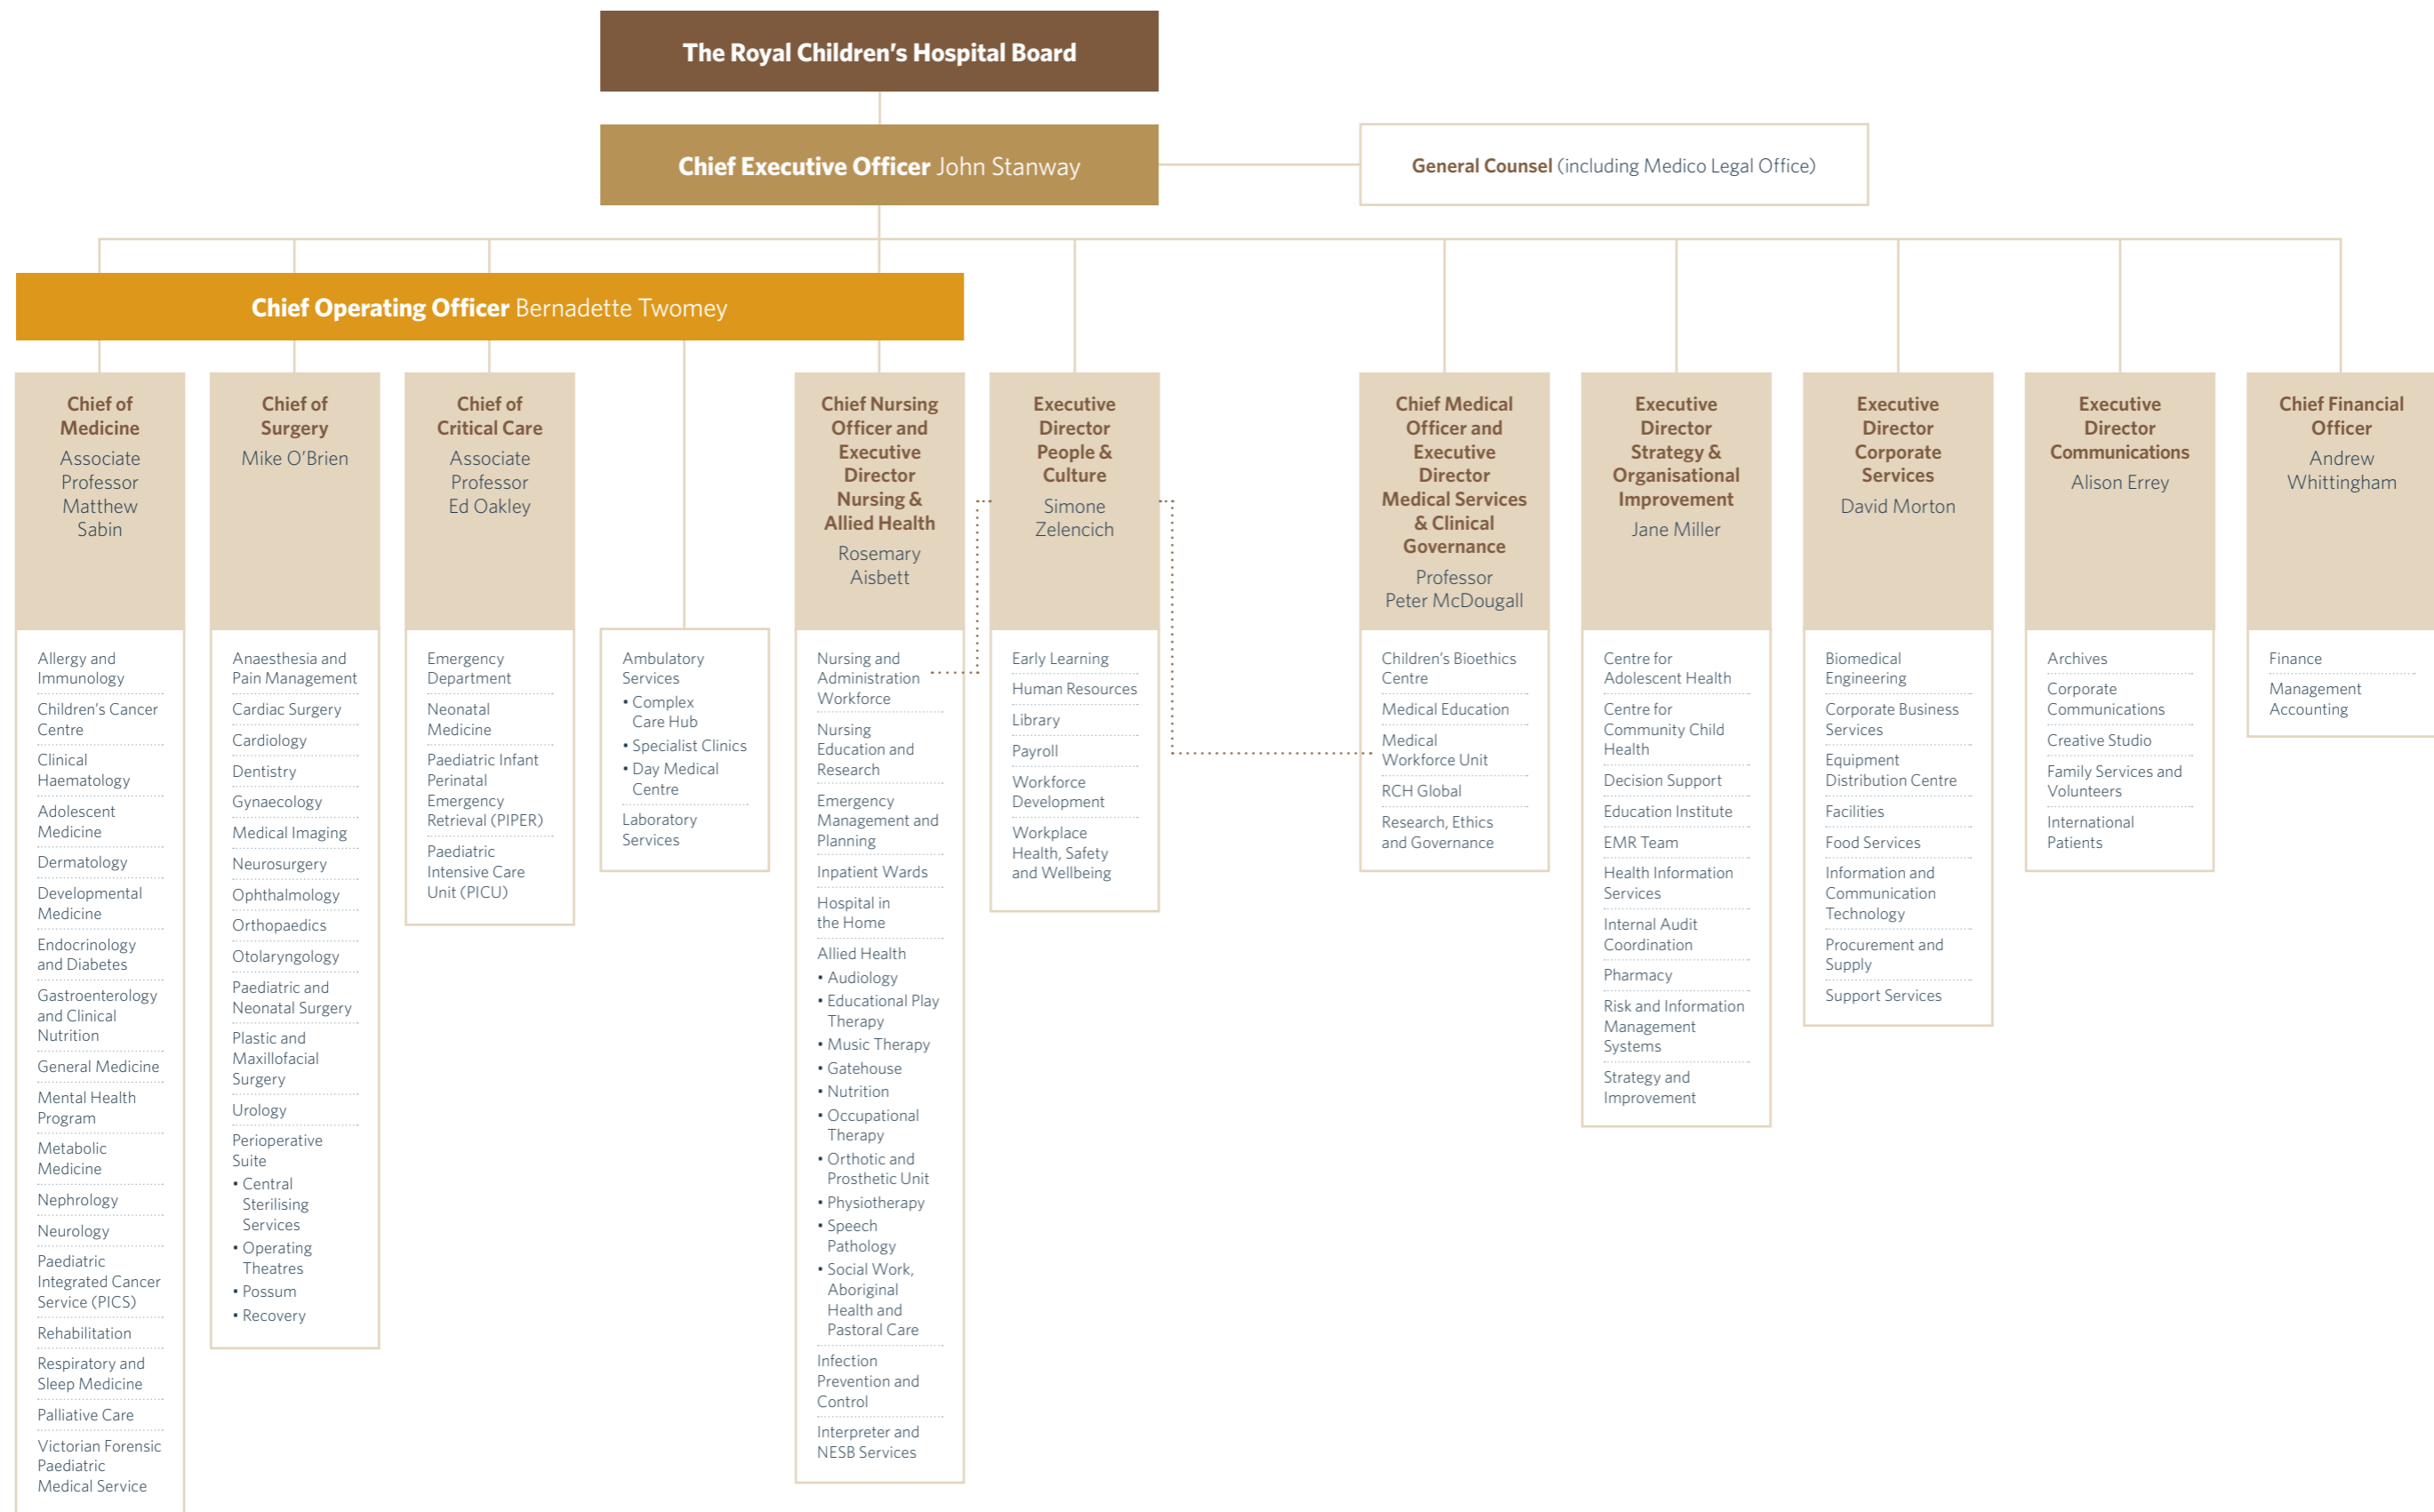 The Royal Children’s Hospital Board
Chief Executive Officer John Stanway
General Counsel (including Medico Legal Office)
Chief Operating Officer Bernadette Twomey
Chief of
Medicine
Associate
Professor
Matthew
Sabin
Allergy and
Immunology
Children’s Cancer
Centre
Clinical
Haematology
Adolescent
Medicine
Dermatology
Developmental
Medicine
Endocrinology
and Diabetes
Gastroenterology
and Clinical
Nutrition
General Medicine
Mental Health
Program
Metabolic
Medicine
Nephrology
Neurology
Paediatric
Integrated Cancer
Service (PICS)
Rehabilitation
Respiratory and
Sleep Medicine
Palliative Care
Victorian Forensic
Paediatric
Medical Service
Chief of
Surgery
Mike O’Brien
Anaesthesia and
Pain Management
Cardiac Surgery
Cardiology
Dentistry
Gynaecology
Medical Imaging
Neurosurgery
Ophthalmology
Orthopaedics
Otolaryngology
Paediatric and
Neonatal Surgery
Plastic and
Maxillofacial
Surgery
Urology
Perioperative
Suite
• Central
Sterilising
Services
• Operating
Theatres
• Possum
• Recovery
Chief of
Critical Care
Associate
Professor
Ed Oakley
Emergency
Department
Neonatal
Medicine
Paediatric Infant
Perinatal
Emergency
Retrieval (PIPER)
Paediatric
Intensive Care
Unit (PICU)
Ambulatory
Services
• Complex
Care Hub
• Specialist Clinics
• Day Medical
Centre
Laboratory
Services
Chief Nursing
Officer and
Executive
Director
Nursing &
Allied Health
Rosemary
Aisbett
Nursing and
Administration
Workforce
Nursing
Education and
Research
Emergency
Management and
Planning
Inpatient Wards
Hospital in
the Home
Allied Health
• Audiology
• Educational Play
Therapy
• Music Therapy
• Gatehouse
• Nutrition
• Occupational
Therapy
• Orthotic and
Prosthetic Unit
• Physiotherapy
• Speech
Pathology
• Social Work,
Aboriginal
Health and
Pastoral Care
Infection
Prevention and
Control
Interpreter and
NESB Services
Executive
Director
People &
Culture
Simone
Zelencich
Early Learning
Human Resources
Library
Payroll
Workforce
Development
Workplace
Health, Safety
and Wellbeing
Chief Medical
Officer and
Executive
Director
Medical Services
& Clinical
Governance
Professor
Peter McDougall
Children’s Bioethics
Centre
Medical Education
Medical
Workforce Unit
RCH Global
Research, Ethics
and Governance
Executive
Director
Strategy &
Organisational
Improvement
Jane Miller
Centre for
Adolescent Health
Centre for
Community Child
Health
Decision Support
Education Institute
EMR Team
Health Information
Services
Internal Audit
Coordination
Pharmacy
Risk and Information
Management
Systems
Strategy and
Improvement
Executive
Director
Corporate
Services
David Morton
Biomedical
Engineering
Corporate Business
Services
Equipment
Distribution Centre
Facilities
Food Services
Information and
Communication
Technology
Procurement and
Supply
Support Services
Executive
Director
Communications
Alison Errey
Archives
Corporate
Communications
Creative Studio
Family Services and
Volunteers
International
Patients
Chief Financial
Officer
Andrew
Whittingham
Finance
Management
Accounting